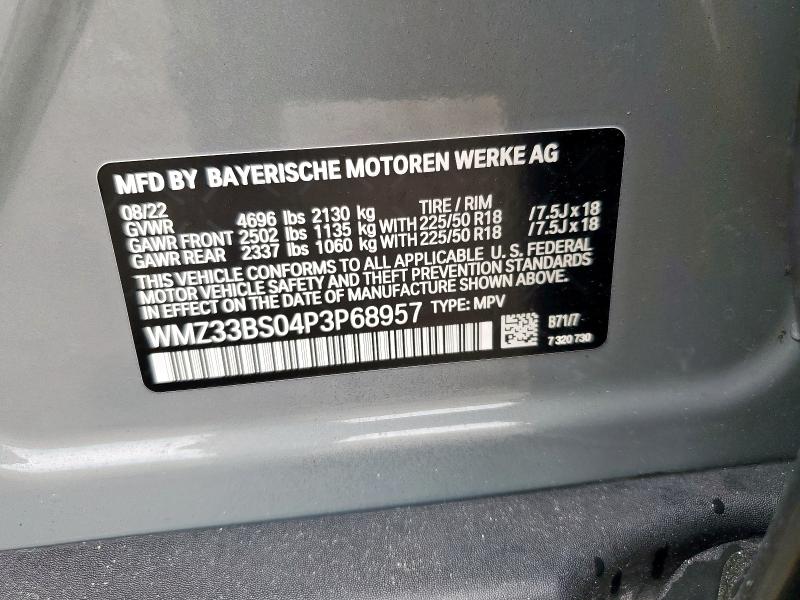 MFD BY BAYERISCHE MOTOREN WERKE AG
08/22 TIRE / RIM
GVWR 4696 lbs 2130 kg
GAWR FRONT 2502 lbs 1135 kg WITH 225/50 R18 /7.5J x 18
GAWR REAR 2337 lbs 1060 kg WITH 225/50 R18 /7.5J x 18
THIS VEHICLE CONFORMS TO ALL APPLICABLE U. S. FEDERAL
MOTOR VEHICLE SAFETY AND THEFT PREVENTION STANDARDS
IN EFFECT ON THE DATE OF MANUFACTURE SHOWN ABOVE.
WMZ33BS04P3P68957 TYPE: MPV
B71/7
7 320 730